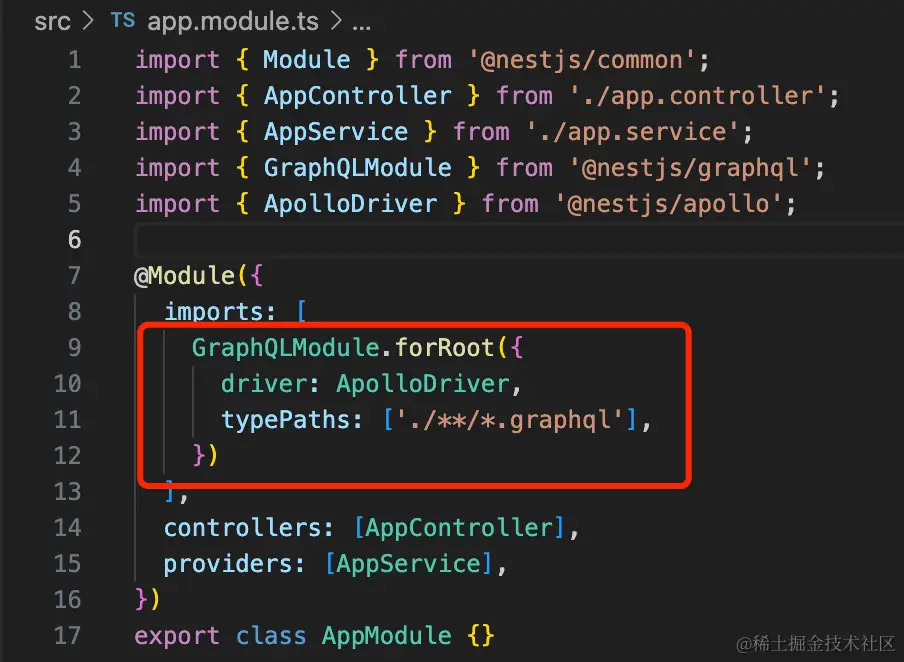 src > TS app.module.ts > ...
1 import { Module } from '@nestjs/common';
2 import { AppController } from './app.controller';
3 import { AppService } from './app.service';
4 import { GraphQLModule } from '@nestjs/graphql';
5 import { ApolloDriver } from '@nestjs/apollo';
6
7 @Module({
8   imports: [
9     GraphQLModule.forRoot({
10       driver: ApolloDriver,
11       typePaths: ['./**/*.graphql'],
12     })
13   ],
14   controllers: [AppController],
15   providers: [AppService],
16 })
17 export class AppModule {}
@稀土掘金技术社区